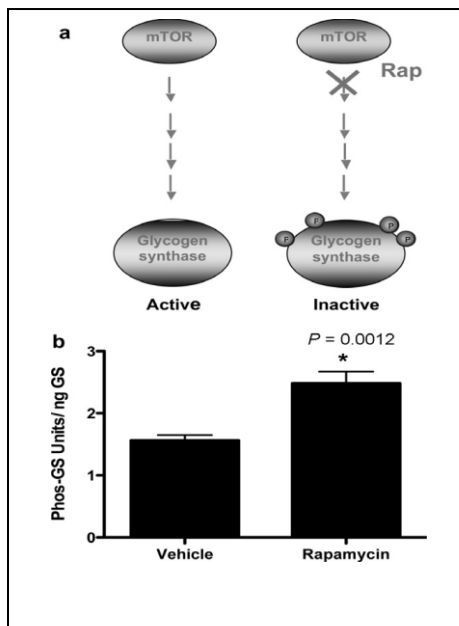 a
mTOR mTOR
Rap
P P P P
Glycogen Glycogen
synthase synthase
Active Inactive
b
P = 0.0012
*
3
2
1
0
Phos-GS Units/ng GS
Vehicle Rapamycin